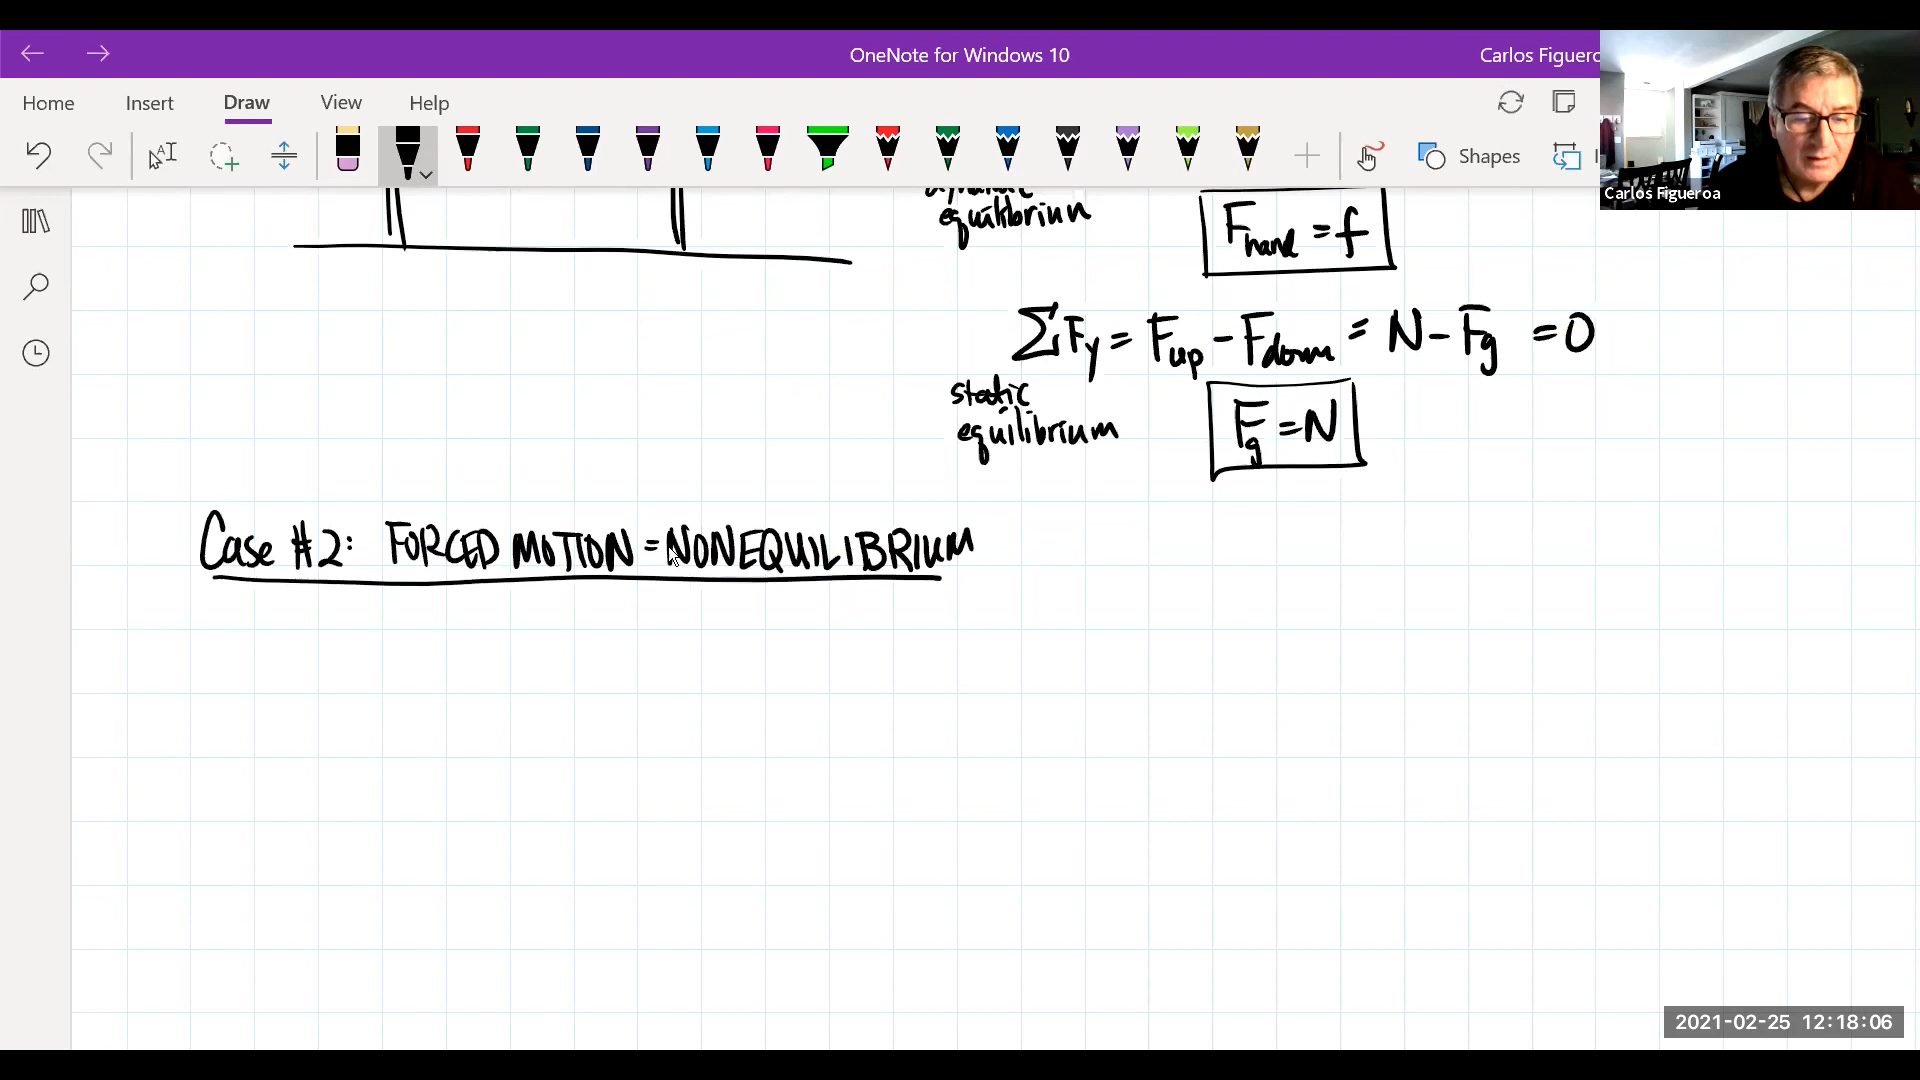 OneNote for Windows 10
Carlos Figuero
Home Insert Draw View Help
Shapes
Carlos Figueroa
equilibrium
F_hand = f
∑F_y = F_up - F_down = N - F_g = 0
static
equilibrium
F_g = N
Case #2: FORCED MOTION = NONEQUILIBRIUM
2021-02-25 12:18:06